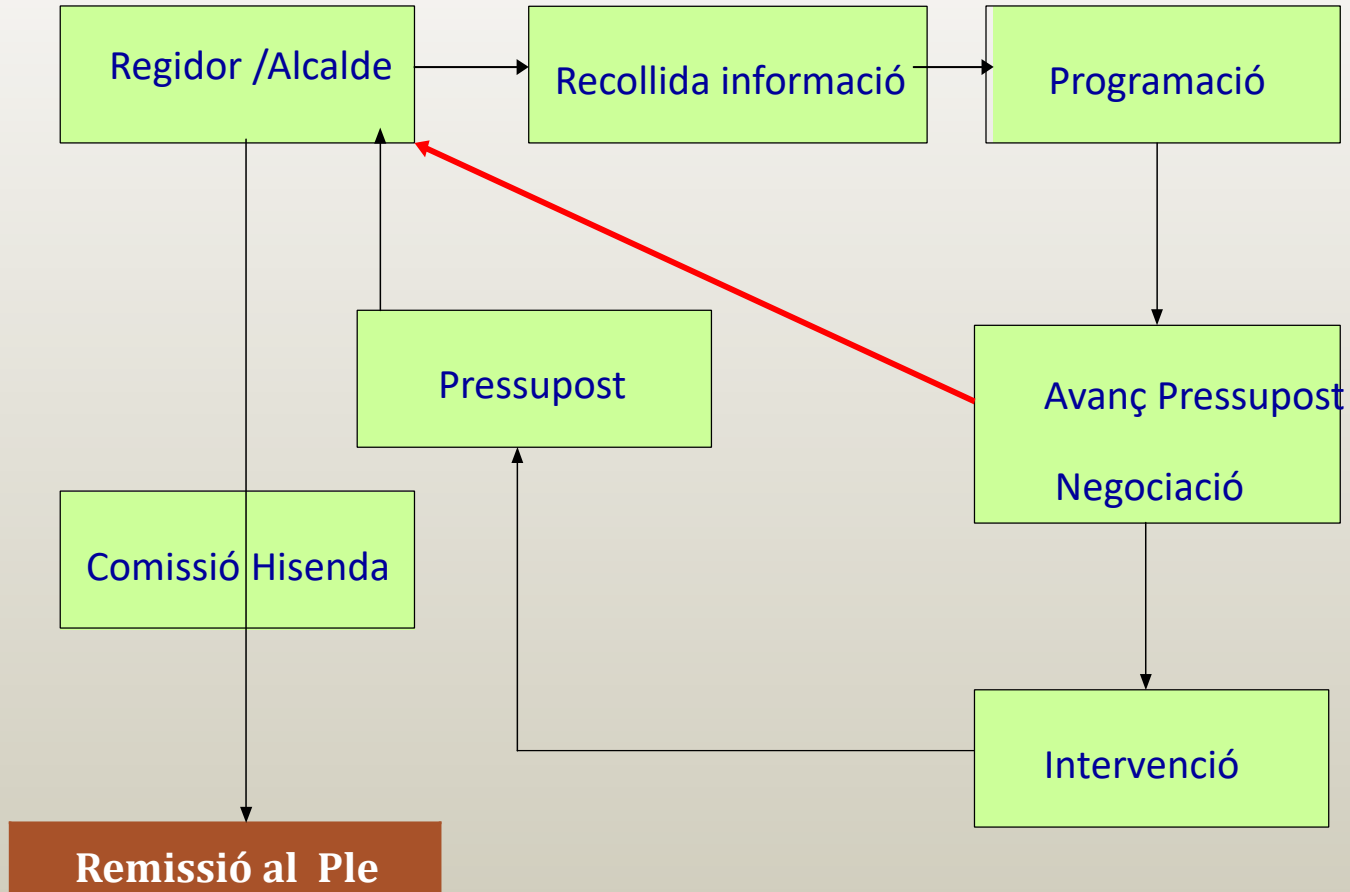 Regidor /Alcalde
Recollida informació
Programació
Pressupost
Avanç Pressupost
Negociació
Comissió Hisenda
Intervenció
Remissió al Ple